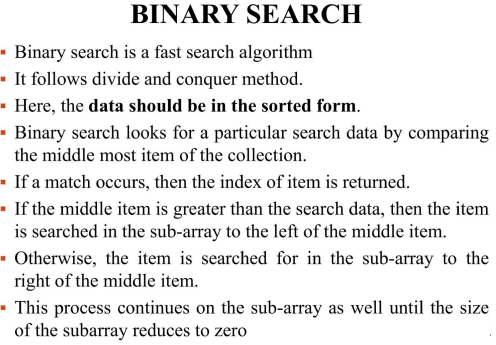 BINARY SEARCH
▪ Binary search is a fast search algorithm
▪ It follows divide and conquer method.
▪ Here, the data should be in the sorted form.
▪ Binary search looks for a particular search data by comparing
the middle most item of the collection.
▪ If a match occurs, then the index of item is returned.
▪ If the middle item is greater than the search data, then the item
is searched in the sub-array to the left of the middle item.
▪ Otherwise, the item is searched for in the sub-array to the
right of the middle item.
▪ This process continues on the sub-array as well until the size
of the subarray reduces to zero